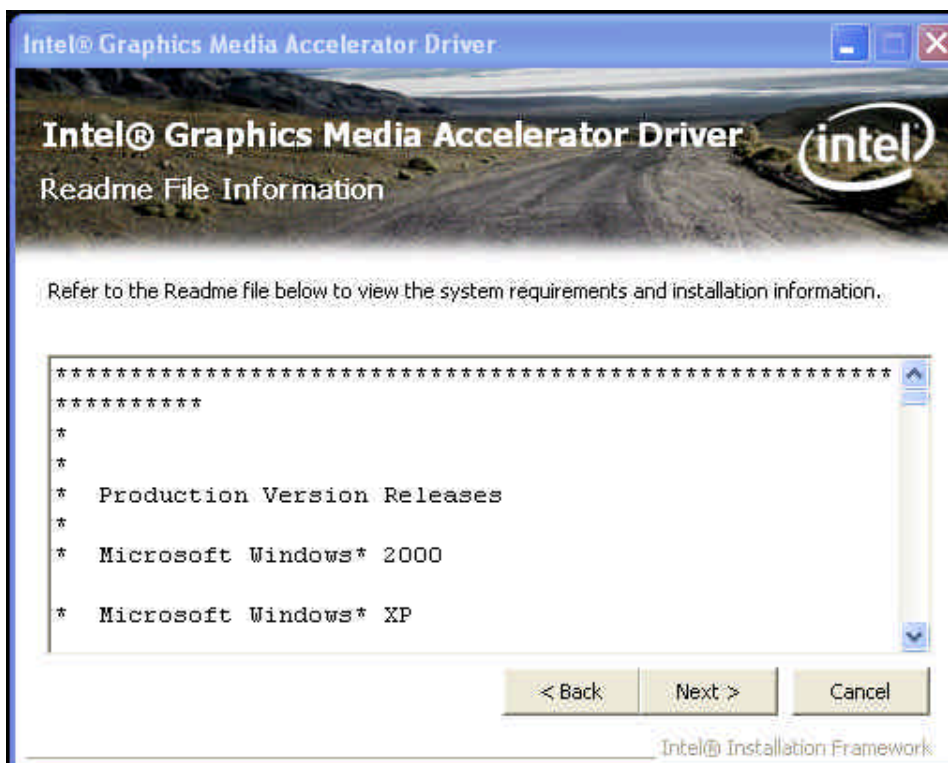 Intel® Graphics Media Accelerator Driver
Intel® Graphics Media Accelerator Driver
intel
Readme File Information
Refer to the Readme file below to view the system requirements and installation information.
*********************************************************
**********
*
*
* Production Version Releases
*
* Microsoft Windows* 2000
* Microsoft Windows* XP
< Back Next > Cancel
Intel® Installation Framework